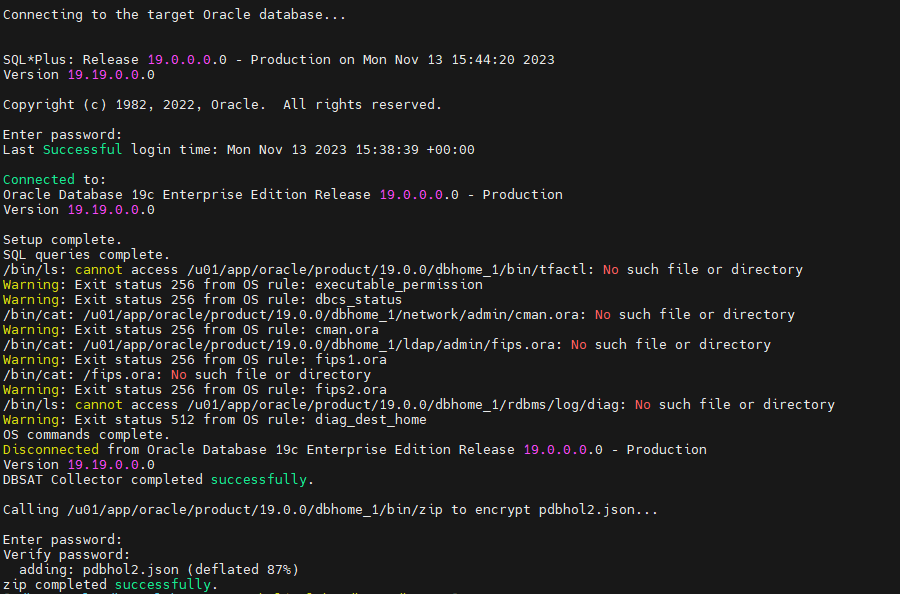 Connecting to the target Oracle database...
SQL*Plus: Release 19.0.0.0.0 - Production on Mon Nov 13 15:44:20 2023
Version 19.19.0.0.0
Copyright (c) 1982, 2022, Oracle.  All rights reserved.
Enter password:
Last Successful login time: Mon Nov 13 2023 15:38:39 +00:00
Connected to:
Oracle Database 19c Enterprise Edition Release 19.0.0.0.0 - Production
Version 19.19.0.0.0
Setup complete.
SQL queries complete.
/bin/ls: cannot access /u01/app/oracle/product/19.0.0/dbhome_1/bin/tfactl: No such file or directory
Warning: Exit status 256 from OS rule: executable_permission
Warning: Exit status 256 from OS rule: dbcs_status
/bin/cat: /u01/app/oracle/product/19.0.0/dbhome_1/network/admin/cman.ora: No such file or directory
Warning: Exit status 256 from OS rule: cman.ora
/bin/cat: /u01/app/oracle/product/19.0.0/dbhome_1/ldap/admin/fips.ora: No such file or directory
Warning: Exit status 256 from OS rule: fips1.ora
/bin/cat: /fips.ora: No such file or directory
Warning: Exit status 256 from OS rule: fips2.ora
/bin/ls: cannot access /u01/app/oracle/product/19.0.0/dbhome_1/rdbms/log/diag: No such file or directory
Warning: Exit status 512 from OS rule: diag_dest_home
OS commands complete.
Disconnected from Oracle Database 19c Enterprise Edition Release 19.0.0.0.0 - Production
Version 19.19.0.0.0
DBSAT Collector completed successfully.
Calling /u01/app/oracle/product/19.0.0/dbhome_1/bin/zip to encrypt pdbhol2.json...
Enter password:
Verify password:
  adding: pdbhol2.json (deflated 87%)
zip completed successfully.